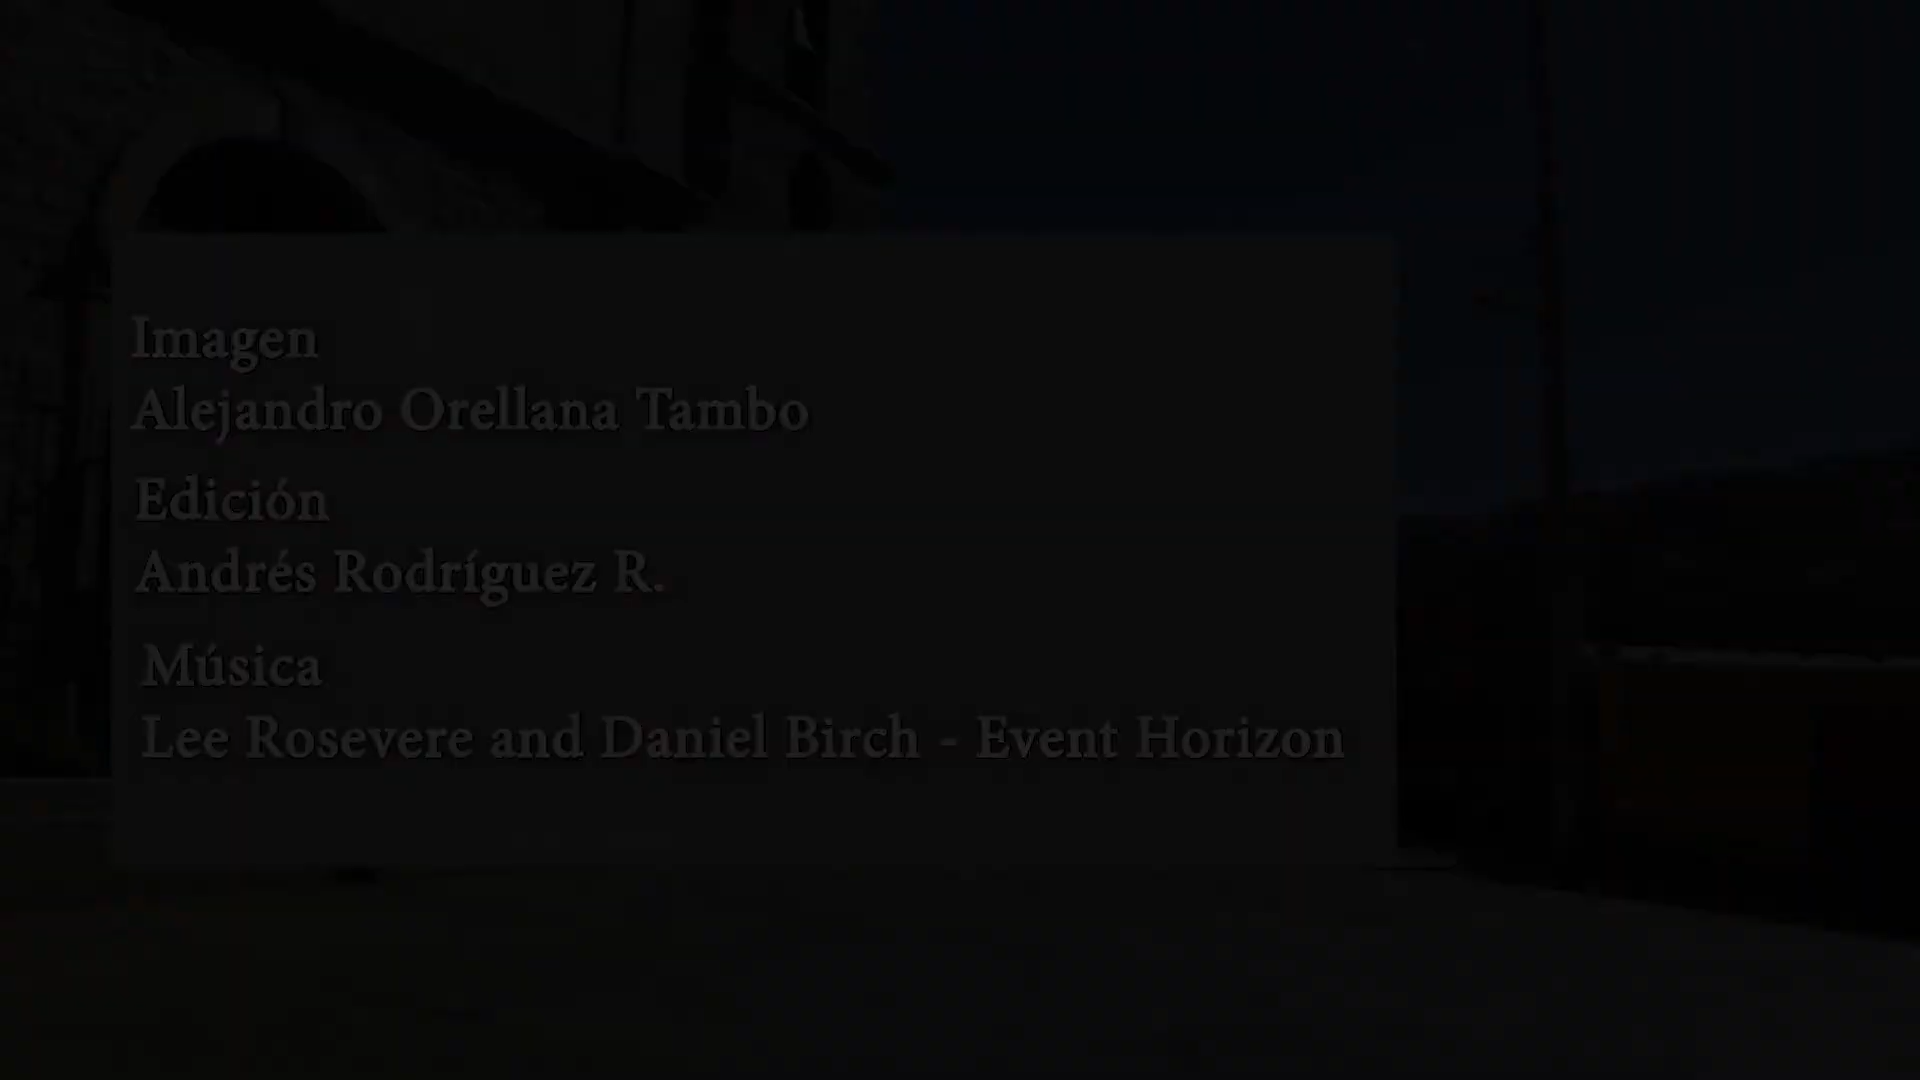 Imagen
Alejandro Orellana Tambo
Edición
Andrés Rodríguez R.
Música
Lee Rosevere and Daniel Birch - Event Horizon